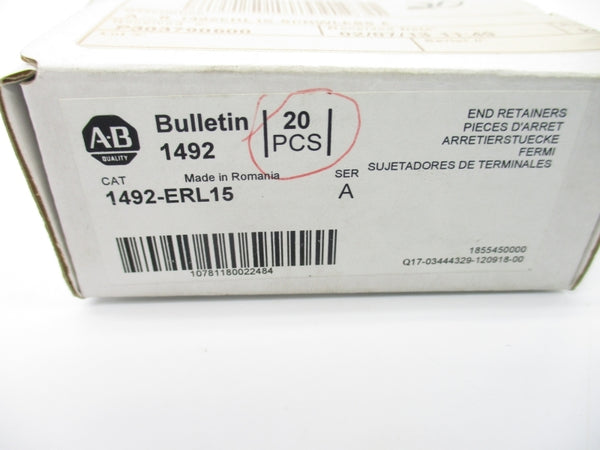 A-B
QUALITY
Bulletin
1492
20
PCS
END RETAINERS
PIECES D'ARRET
ARRETIERSTUECKE
FERMI
SUJETADORES DE TERMINALES
Made in Romania
CAT
1492-ERL15
SER
A
10781180022484
1855450000
Q17-03444329-120918-00